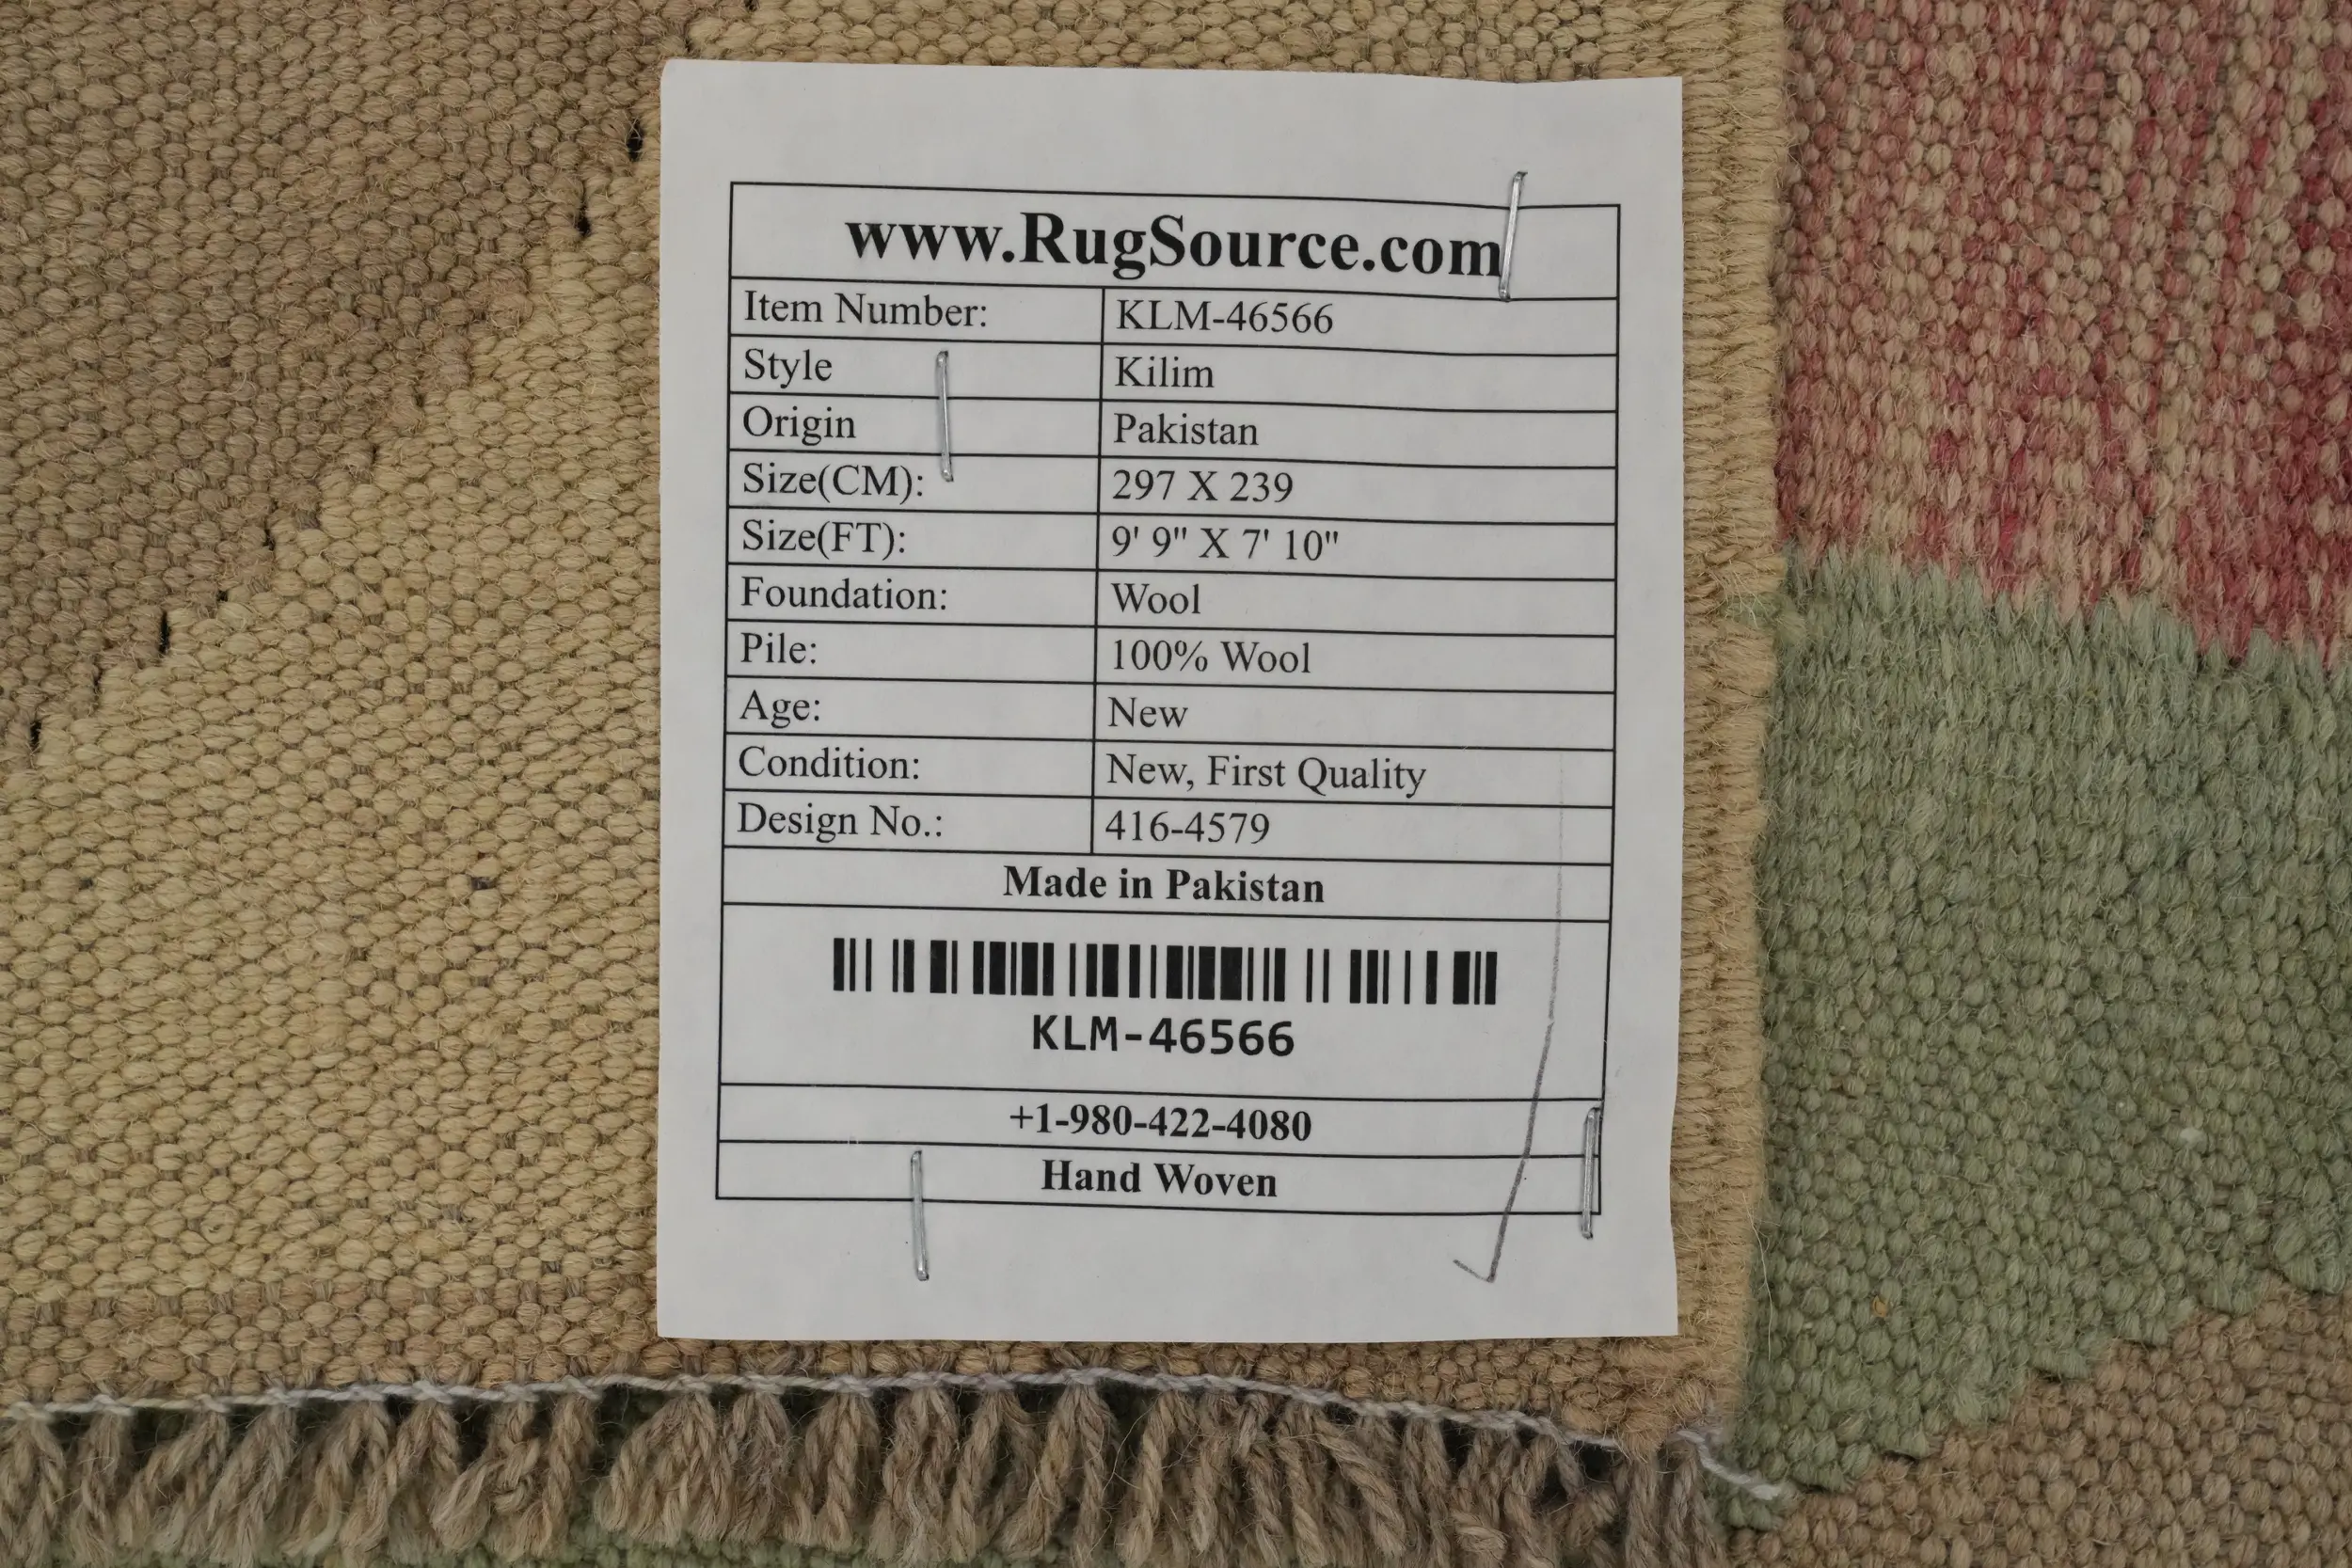 www.RugSource.com
Item Number: KLM-46566
Style Kilim
Origin Pakistan
Size(CM): 297 X 239
Size(FT): 9' 9" X 7' 10"
Foundation: Wool
Pile: 100% Wool
Age: New
Condition: New, First Quality
Design No.: 416-4579
Made in Pakistan
KLM-46566
+1-980-422-4080
Hand Woven